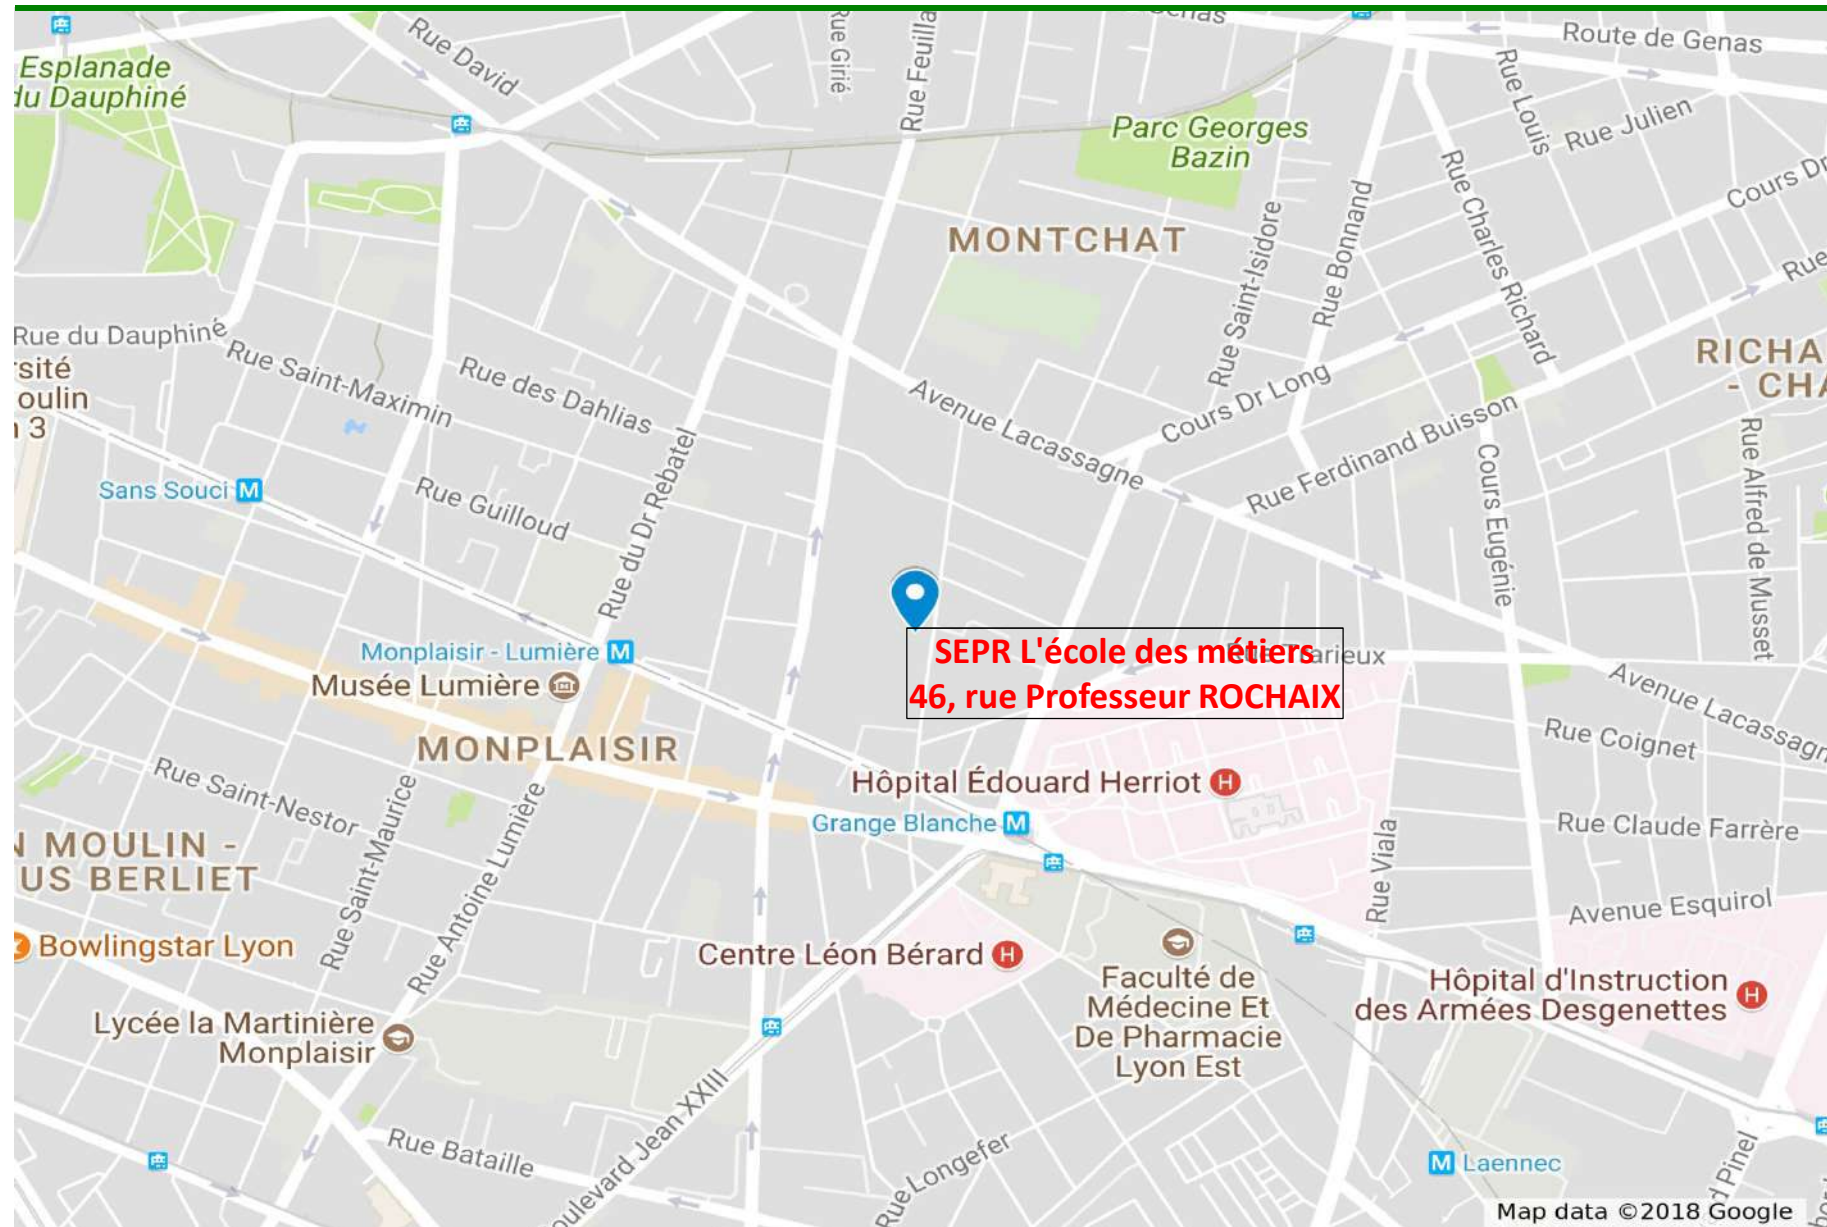 Genas
Route de Genas
Rue David
Rue Girié
Rue Feuilla
Esplanade
du Dauphiné
Rue Louis
Rue Julien
Parc Georges
Bazin
Cours Dr
MONTCHAT
Rue Saint-Isidore
Rue Bonnand
Rue Charles Richard
Rue
Rue du Dauphiné
Rue Saint-Maximin
rsité
oulin
n 3
Rue des Dahlias
Avenue Lacassagne
Cours Dr Long
RICHA
- CHA
Rue Ferdinand Buisson
Rue Alfred de Musset
Sans Souci M
Rue Guilloud
Rue du Dr Rebatel
Cours Eugénie
Monplaisir - Lumière M
Musée Lumière
SEPR L'école des métiers
46, rue Professeur ROCHAIX
arieux
Avenue Lacassagn
MONPLAISIR
Rue Coignet
Rue Saint-Nestor
Rue Saint-Maurice
Hôpital Édouard Herriot H
Grange Blanche M
Rue Claude Farrère
N MOULIN -
US BERLIET
Rue Antoine Lumière
Rue Viala
Avenue Esquirol
Bowlingstar Lyon
Centre Léon Bérard H
Faculté de
Médecine Et
De Pharmacie
Lyon Est
Hôpital d'Instruction
des Armées Desgenettes H
Lycée la Martinière
Monplaisir
Rue Bataille
oulevard Jean XXIII
Rue Longefer
M Laennec
d Pinel
Map data ©2018 Google